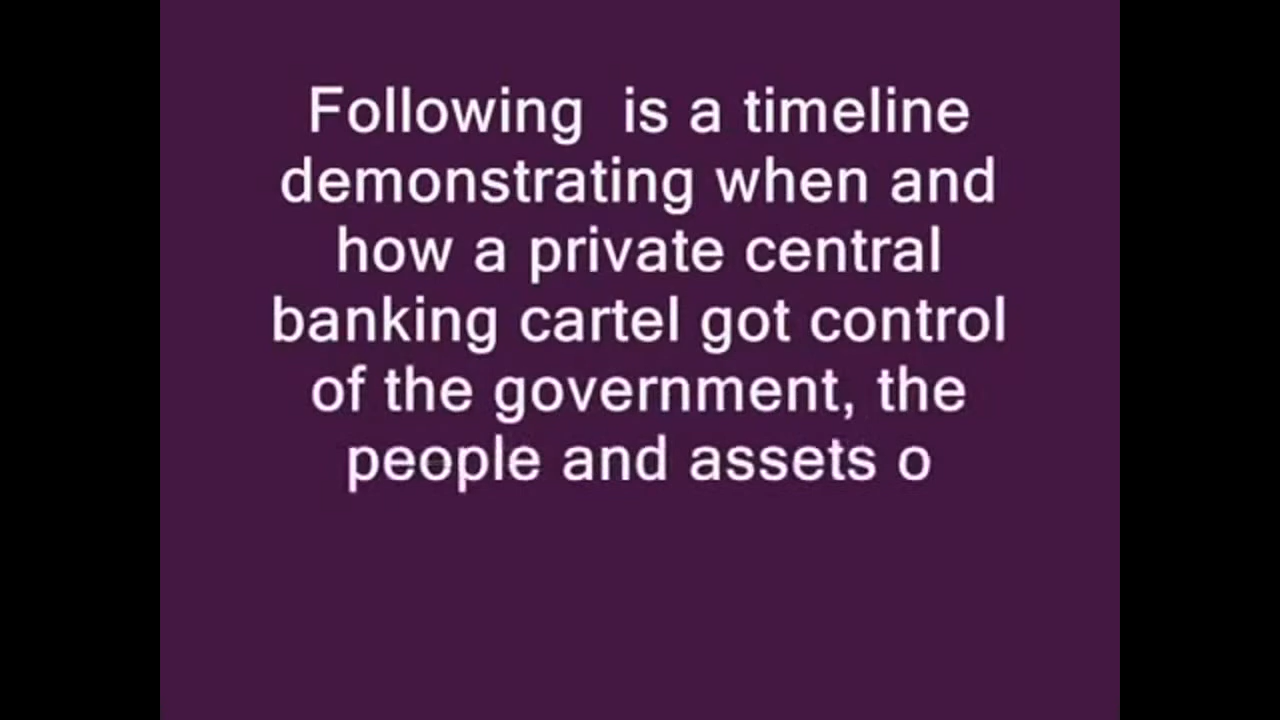 Following  is a timeline
demonstrating when and
how a private central
banking cartel got control
of the government, the
people and assets o